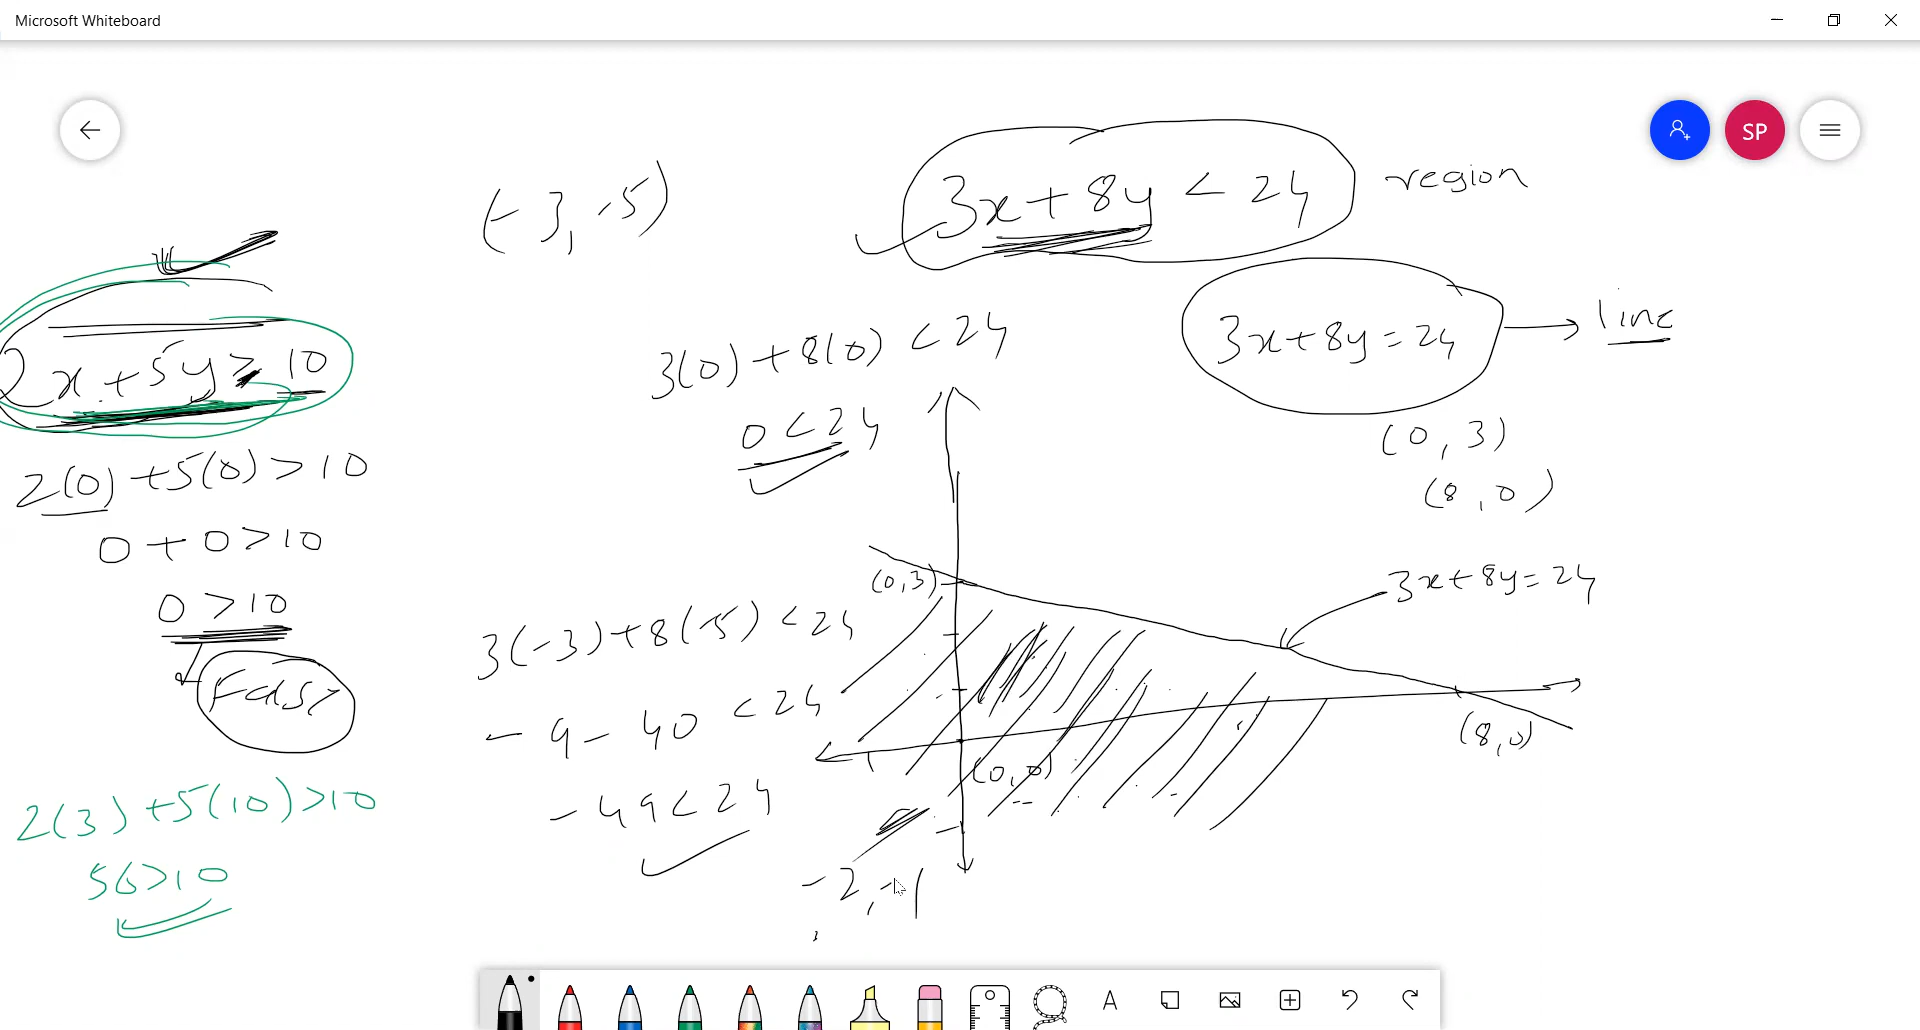 Microsoft Whiteboard
SP
(-3, -5)
3x+8y < 24
region
2x+5y > 10
3x+8y=24
line
3(0)+8(0) <24
0 <24
(0, 3)
(8, 0)
2(0) +5(0)>10
0 + 0>10
0 >10
False
2(3) +5(10) >10
56>10
3(-3)+8(-5) <24
-9-40 <24
-49<24
(0,3)
3x+8y=24
(0,0)
(8,0)
-2, -1
A